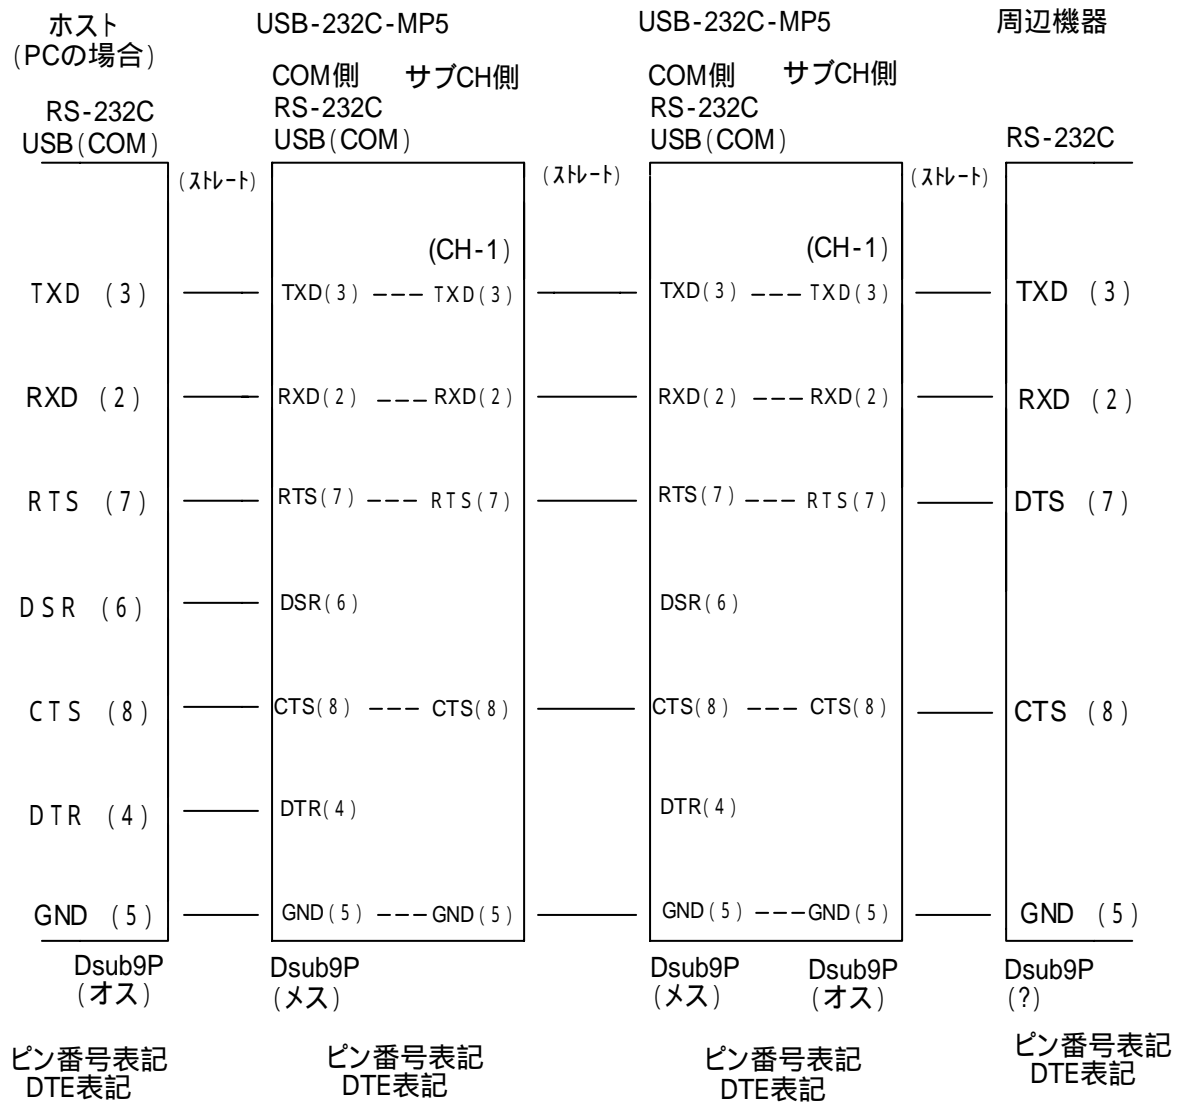 ホスト
(PCの場合)
USB-232C-MP5
USB-232C-MP5
周辺機器
COM側 サブCH側
RS-232C
USB(COM)
COM側 サブCH側
RS-232C
USB(COM)
RS-232C
USB(COM)
RS-232C
(ストレート)
(ストレート)
(ストレート)
(CH-1)
(CH-1)
TXD (3) TXD(3) --- TXD(3) TXD(3) --- TXD(3) TXD (3)
RXD (2) RXD(2) --- RXD(2) RXD(2) --- RXD(2) RXD (2)
RTS (7) RTS(7) --- RTS(7) RTS(7) --- RTS(7) DTS (7)
DSR (6) DSR(6) DSR(6)
CTS (8) CTS(8) --- CTS(8) CTS(8) --- CTS(8) CTS (8)
DTR (4) DTR(4) DTR(4)
GND (5) GND(5) --- GND(5) GND(5) --- GND(5) GND (5)
Dsub9P
(オス)
Dsub9P
(メス)
Dsub9P
(メス)
Dsub9P
(オス)
Dsub9P
(?)
ピン番号表記
DTE表記
ピン番号表記
DTE表記
ピン番号表記
DTE表記
ピン番号表記
DTE表記